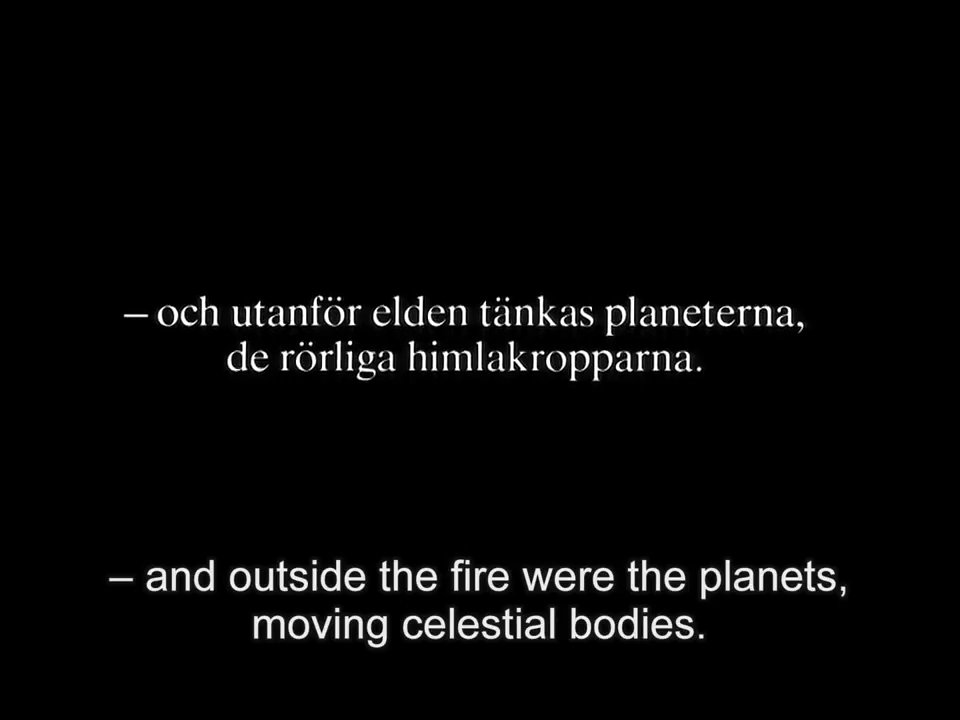 – och utanför elden tänkas planeterna,
de rörliga himlakropparna.
– and outside the fire were the planets,
moving celestial bodies.